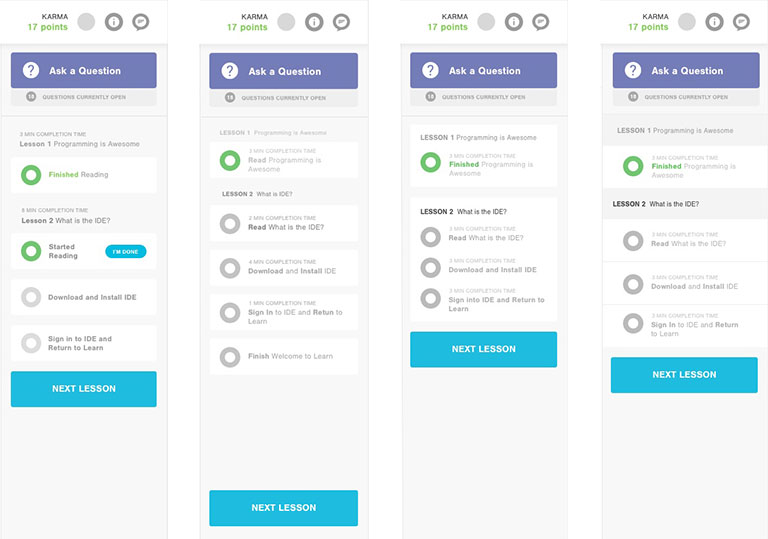 KARMA
17 points
Ask a Question
18 QUESTIONS CURRENTLY OPEN
3 MIN COMPLETION TIME
Lesson 1 Programming is Awesome
Finished Reading
8 MIN COMPLETION TIME
Lesson 2 What is the IDE?
Started
Reading
I'M DONE
Download and Install IDE
Sign in to IDE and
Return to Learn
NEXT LESSON
KARMA
17 points
Ask a Question
18 QUESTIONS CURRENTLY OPEN
LESSON 1 Programming is Awesome
3 MIN COMPLETION TIME
Read Programming is
Awesome
LESSON 2 What is IDE?
2 MIN COMPLETION TIME
Read What is the IDE?
4 MIN COMPLETION TIME
Download and Install IDE
1 MIN COMPLETION TIME
Sign In to IDE and Retun to
Learn
Finish Welcome to Learn
NEXT LESSON
KARMA
17 points
Ask a Question
18 QUESTIONS CURRENTLY OPEN
LESSON 1 Programming is Awesome
3 MIN COMPLETION TIME
Finished Programming is
Awesome
LESSON 2 What is the IDE?
3 MIN COMPLETION TIME
Read What is the IDE?
3 MIN COMPLETION TIME
Download and Install IDE
3 MIN COMPLETION TIME
Sign into IDE and Return to
Learn
NEXT LESSON
KARMA
17 points
Ask a Question
18 QUESTIONS CURRENTLY OPEN
LESSON 1 Programming is Awesome
3 MIN COMPLETION TIME
Finished Programming is
Awesome
LESSON 2 What is the IDE?
3 MIN COMPLETION TIME
Read What is the IDE?
3 MIN COMPLETION TIME
Download and Install IDE
3 MIN COMPLETION TIME
Sign In to IDE and Return
to Learn
NEXT LESSON